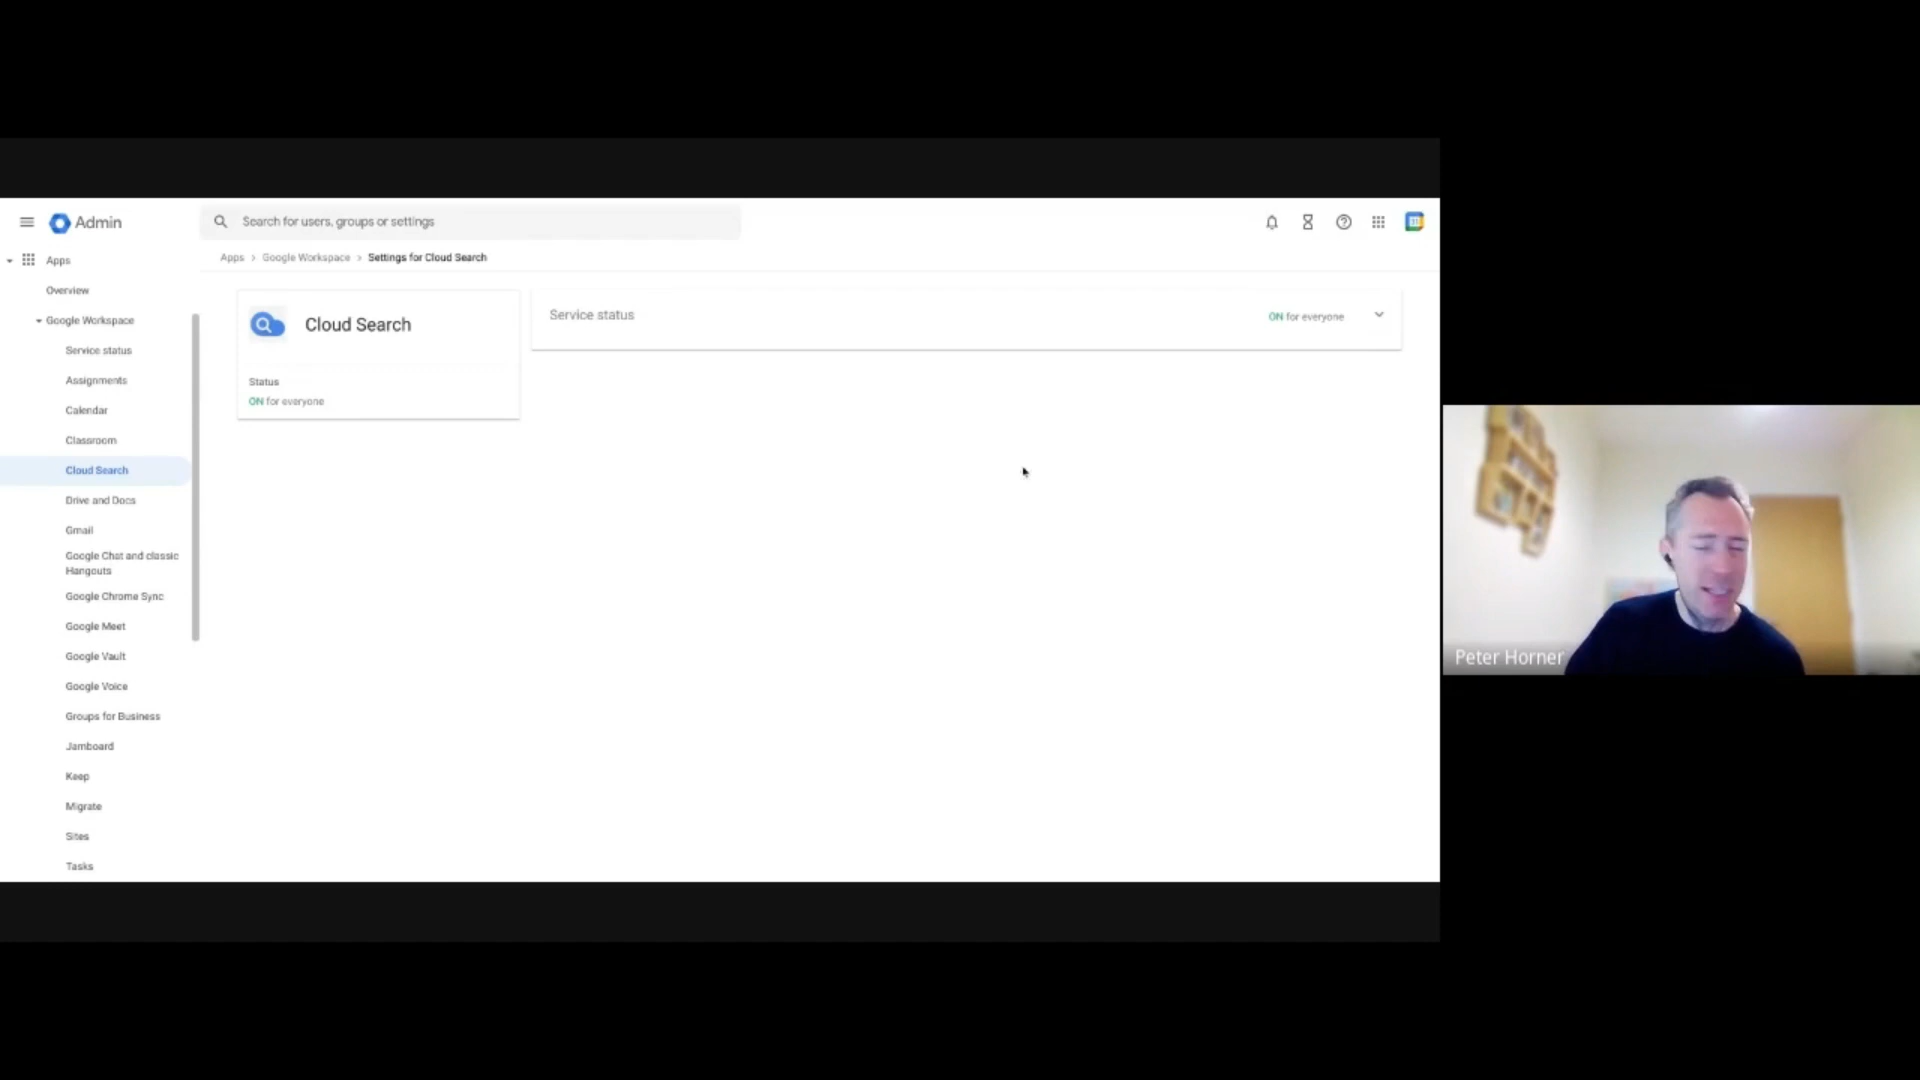 Admin
Search for users, groups or settings
Apps
Apps > Google Workspace > Settings for Cloud Search
Overview
Google Workspace
Service status
Assignments
Calendar
Classroom
Cloud Search
Drive and Docs
Gmail
Google Chat and classic
Hangouts
Google Chrome Sync
Google Meet
Google Vault
Google Voice
Groups for Business
Jamboard
Keep
Migrate
Sites
Tasks
Cloud Search
Status
ON for everyone
Service status
ON for everyone
Peter Horner